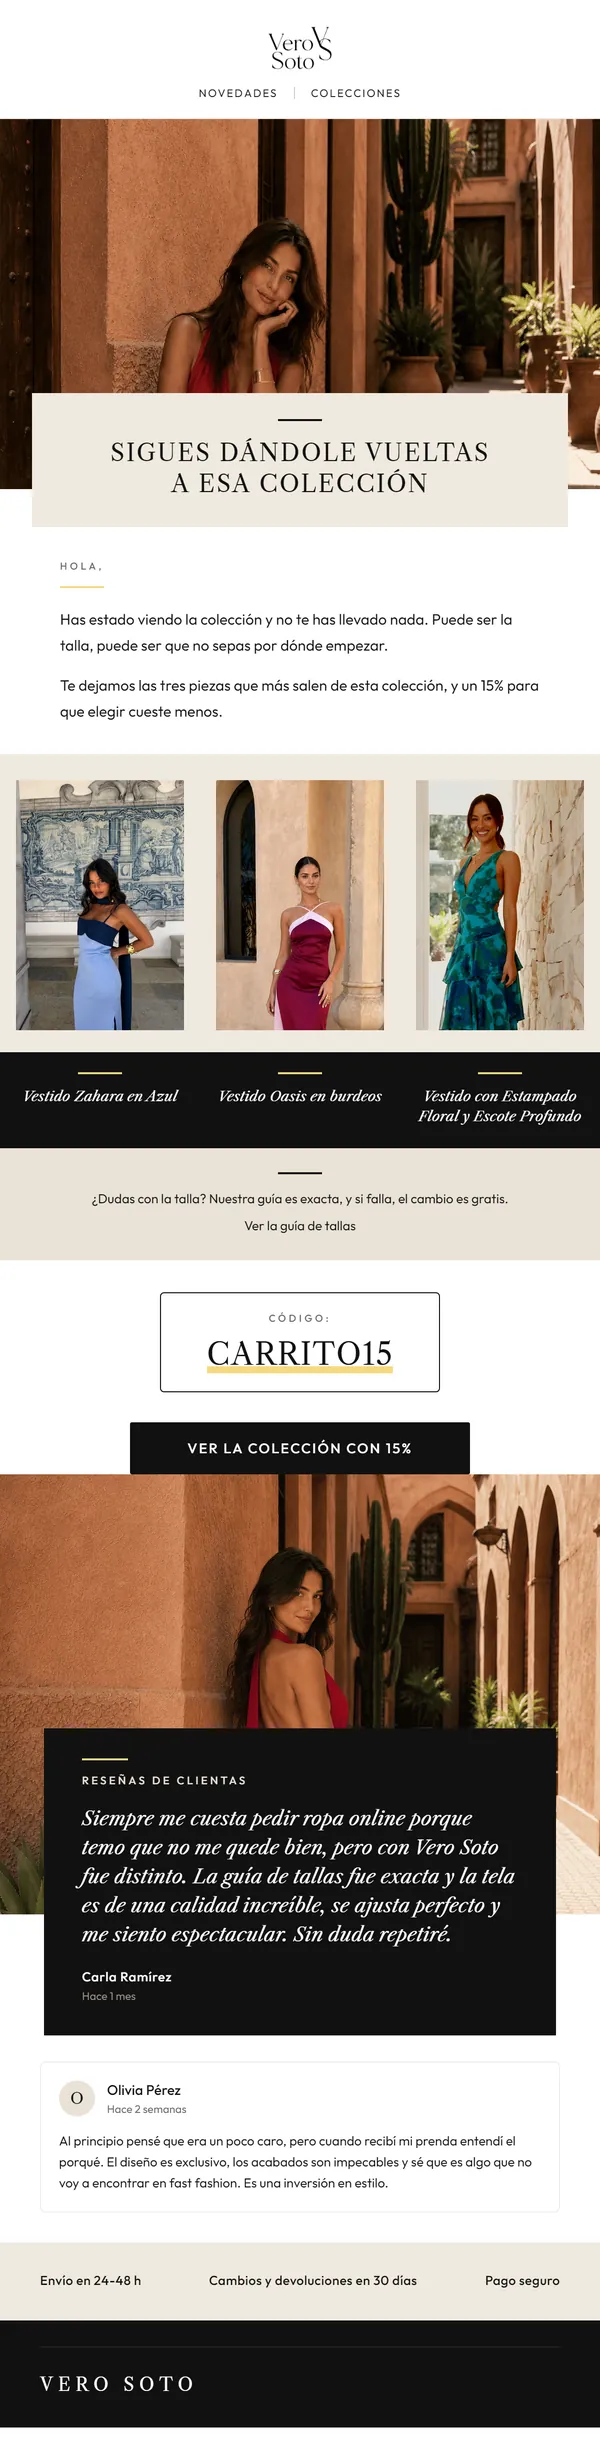 Vero
Soto
VS
NOVEDADES | COLECCIONES
SIGUES DÁNDOLE VUELTAS
A ESA COLECCIÓN
HOLA,
Has estado viendo la colección y no te has llevado nada. Puede ser la
talla, puede ser que no sepas por dónde empezar.
Te dejamos las tres piezas que más salen de esta colección, y un 15% para
que elegir cueste menos.
Vestido Zahara en Azul
Vestido Oasis en burdeos
Vestido con Estampado
Floral y Escote Profundo
¿Dudas con la talla? Nuestra guía es exacta, y si falla, el cambio es gratis.
Ver la guía de tallas
CÓDIGO:
CARRITO15
VER LA COLECCIÓN CON 15%
RESEÑAS DE CLIENTAS
Siempre me cuesta pedir ropa online porque
temo que no me quede bien, pero con Vero Soto
fue distinto. La guía de tallas fue exacta y la tela
es de una calidad increíble, se ajusta perfecto y
me siento espectacular. Sin duda repetiré.
Carla Ramírez
Hace 1 mes
O
Olivia Pérez
Hace 2 semanas
Al principio pensé que era un poco caro, pero cuando recibí mi prenda entendí el
porqué. El diseño es exclusivo, los acabados son impecables y sé que es algo que no
voy a encontrar en fast fashion. Es una inversión en estilo.
Envío en 24-48 h
Cambios y devoluciones en 30 días
Pago seguro
VERO SOTO